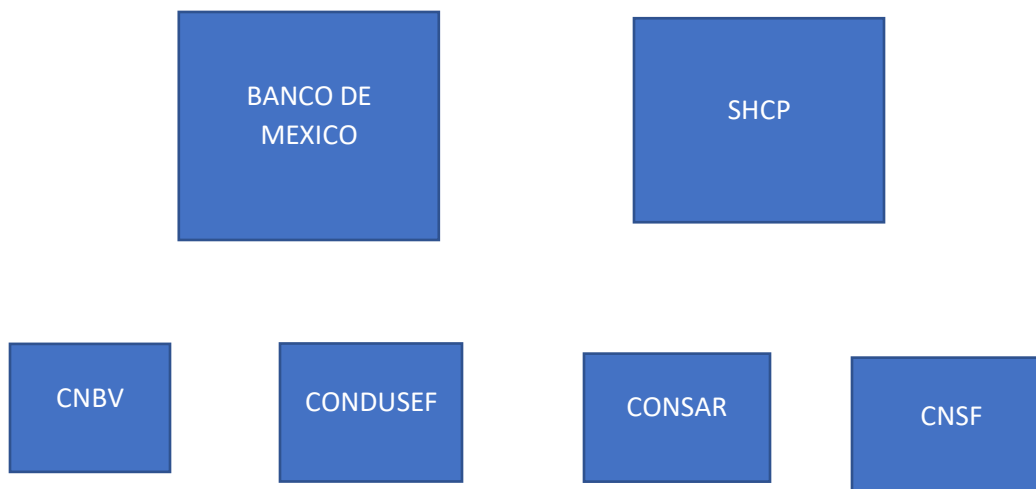 BANCO DE
MEXICO
SHCP
CNBV
CONDUSEF
CONSAR
CNSF